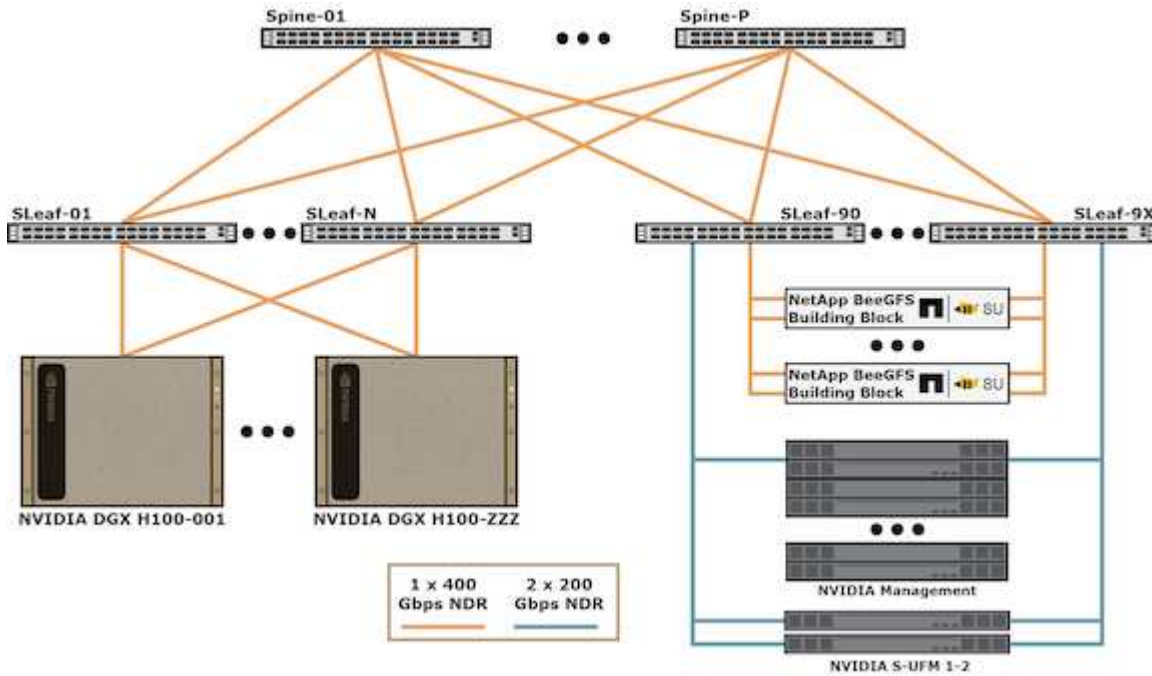 Spine-01
Spine-P
SLeaf-01
SLeaf-N
SLeaf-90
SLeaf-9X
NetApp BeeGFS
Building Block
SU
NetApp BeeGFS
Building Block
SU
NVIDIA DGX H100-001
NVIDIA DGX H100-ZZZ
1 x 400
Gbps NDR
2 x 200
Gbps NDR
NVIDIA Management
NVIDIA S-UFM 1-2